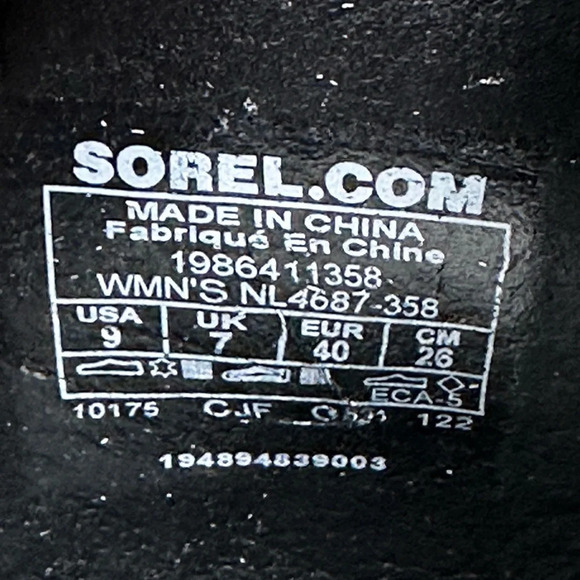 SOREL.COM
MADE IN CHINA
Fabriqué En Chine
1986411358
WMN'S NL4687-358
USA UK EUR CM
9 7 40 26
ECA-5
10175 CJF 122
194894839003